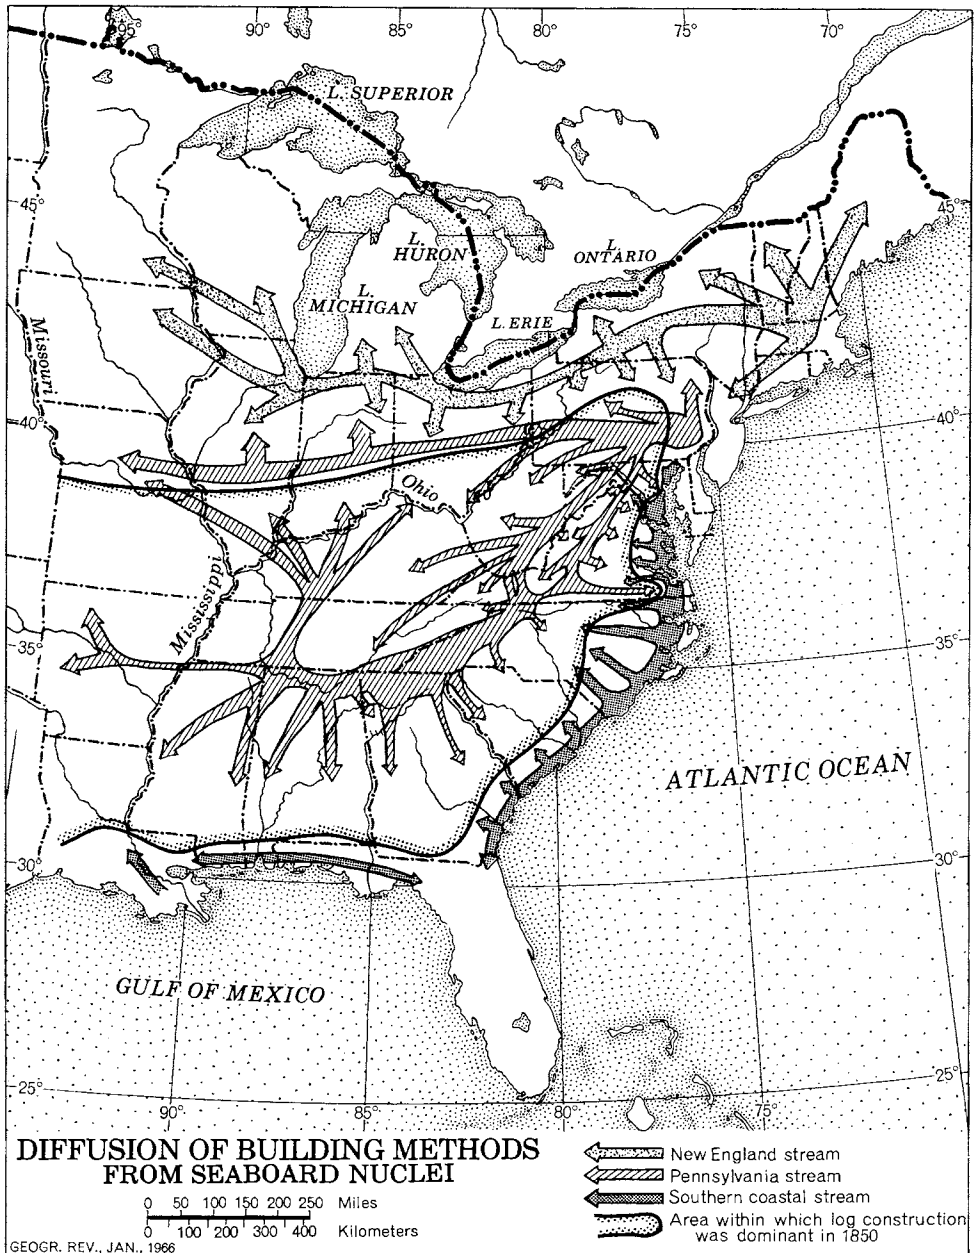 95° 90° 85° 80° 75° 70°
L. SUPERIOR
45° 45°
L.
HURON
L.
ONTARIO
L.
MICHIGAN
L. ERIE
Missouri
40° 40°
Ohio
Mississippi
35° 35°
ATLANTIC OCEAN
30° 30°
GULF OF MEXICO
25° 25°
90° 85° 80° 75°
DIFFUSION OF BUILDING METHODS
FROM SEABOARD NUCLEI
0 50 100 150 200 250 Miles
0 100 200 300 400 Kilometers
GEOGR. REV., JAN., 1966
New England stream
Pennsylvania stream
Southern coastal stream
Area within which log construction
was dominant in 1850